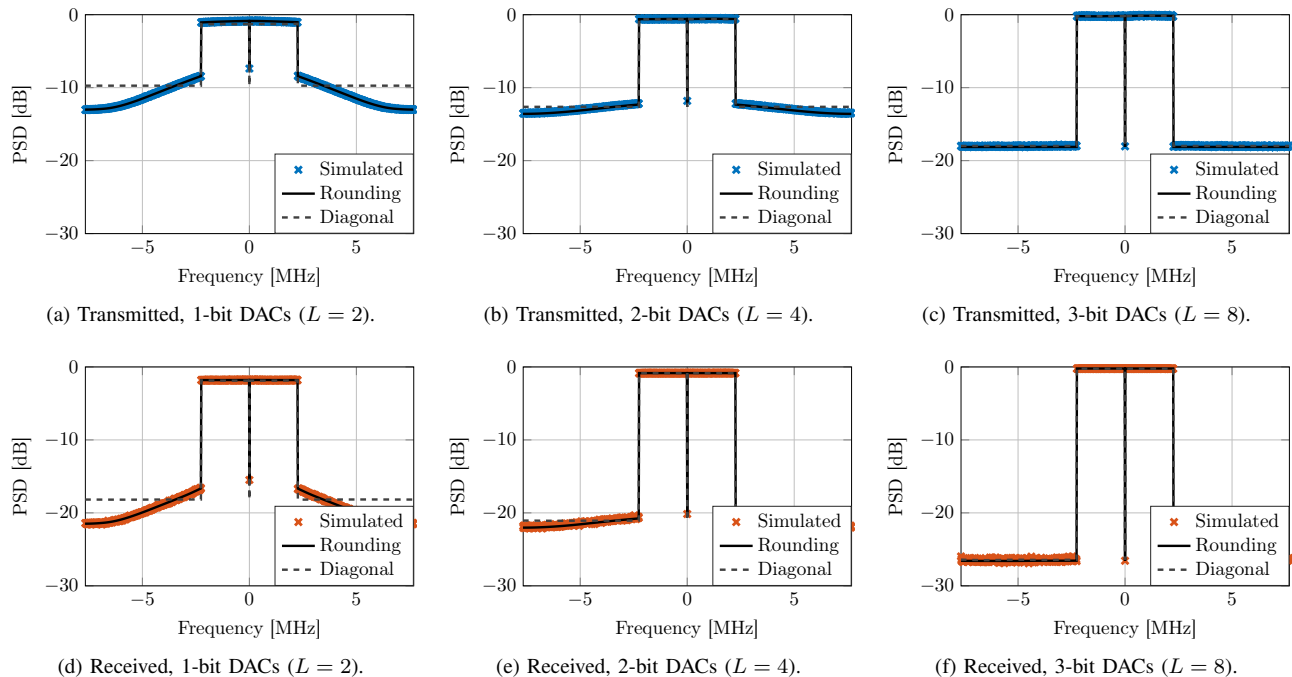 0
−10
−20
−30
−5
0
5
PSD [dB]
Frequency [MHz]
Simulated
Rounding
Diagonal
(a) Transmitted, 1-bit DACs (L = 2).
0
−10
−20
−30
−5
0
5
PSD [dB]
Frequency [MHz]
Simulated
Rounding
Diagonal
(b) Transmitted, 2-bit DACs (L = 4).
0
−10
−20
−30
−5
0
5
PSD [dB]
Frequency [MHz]
Simulated
Rounding
Diagonal
(c) Transmitted, 3-bit DACs (L = 8).
0
−10
−20
−30
−5
0
5
PSD [dB]
Frequency [MHz]
Simulated
Rounding
Diagonal
(d) Received, 1-bit DACs (L = 2).
0
−10
−20
−30
−5
0
5
PSD [dB]
Frequency [MHz]
Simulated
Rounding
Diagonal
(e) Received, 2-bit DACs (L = 4).
0
−10
−20
−30
−5
0
5
PSD [dB]
Frequency [MHz]
Simulated
Rounding
Diagonal
(f) Received, 3-bit DACs (L = 8).